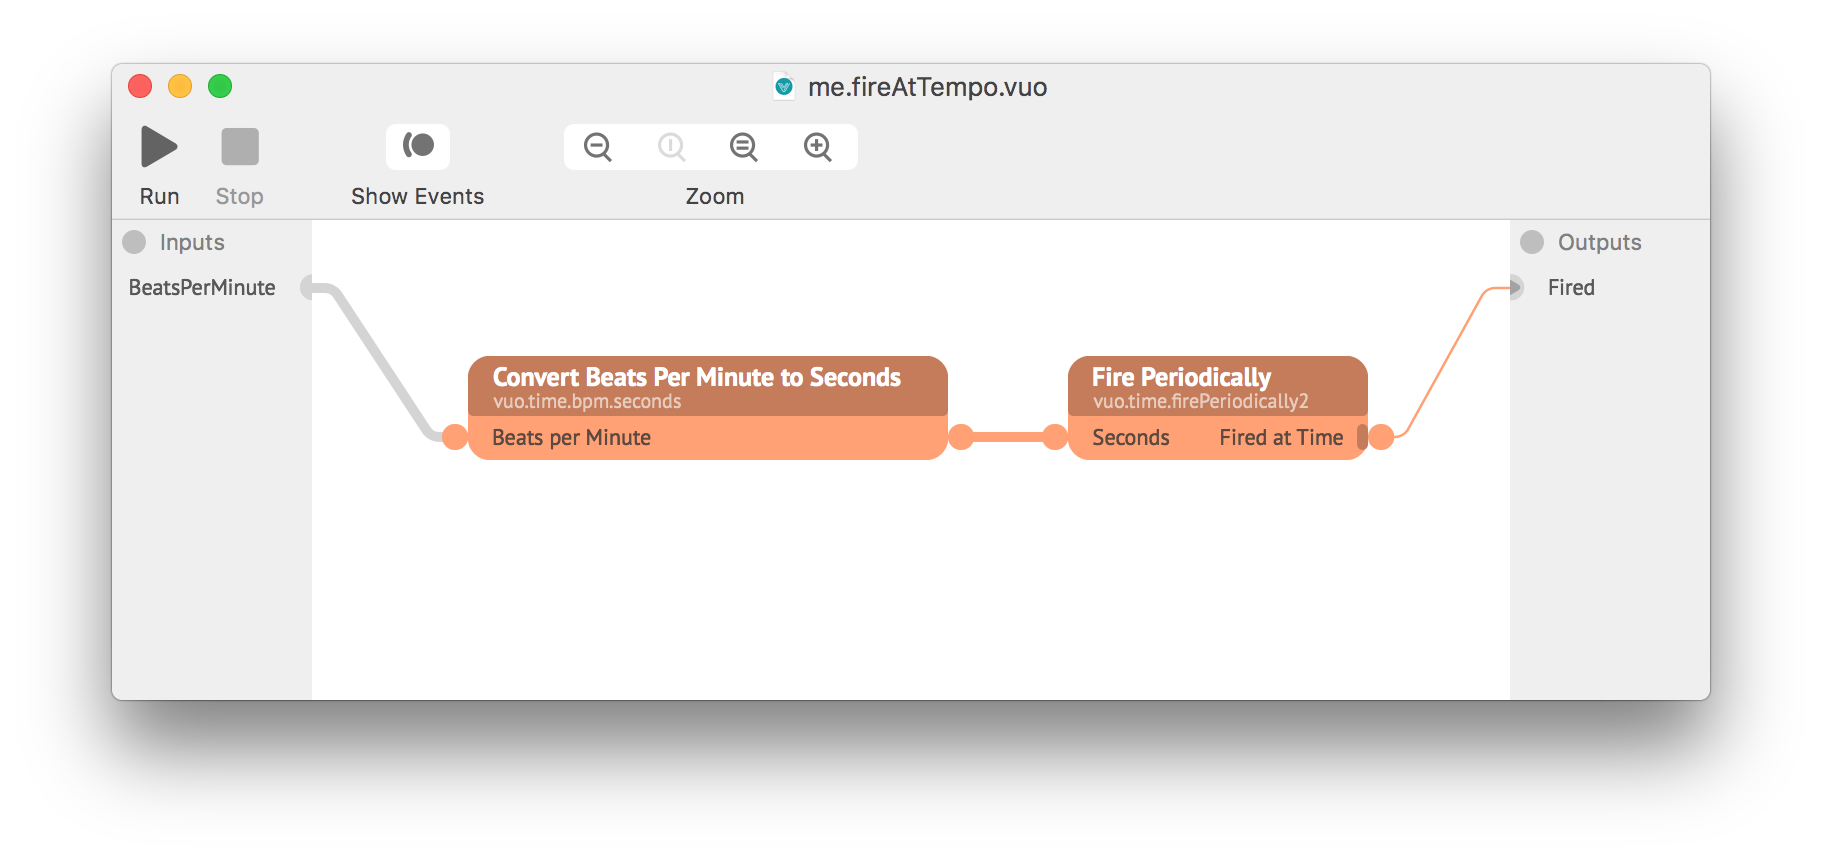 me.fireAtTempo.vuo
Run
Stop
Show Events
Zoom
Inputs
Outputs
BeatsPerMinute
Fired
Convert Beats Per Minute to Seconds
vuo.time.bpm.seconds
Beats per Minute
Fire Periodically
vuo.time.firePeriodically2
Seconds Fired at Time